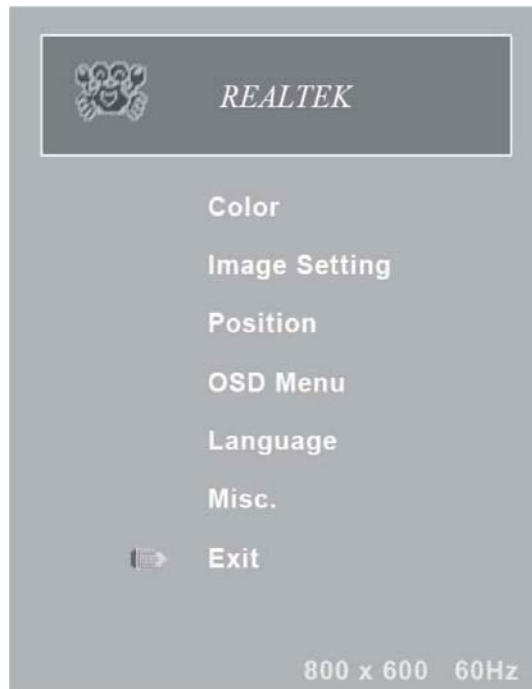 REALTEK
Color
Image Setting
Position
OSD Menu
Language
Misc.
Exit
800 x 600 60Hz